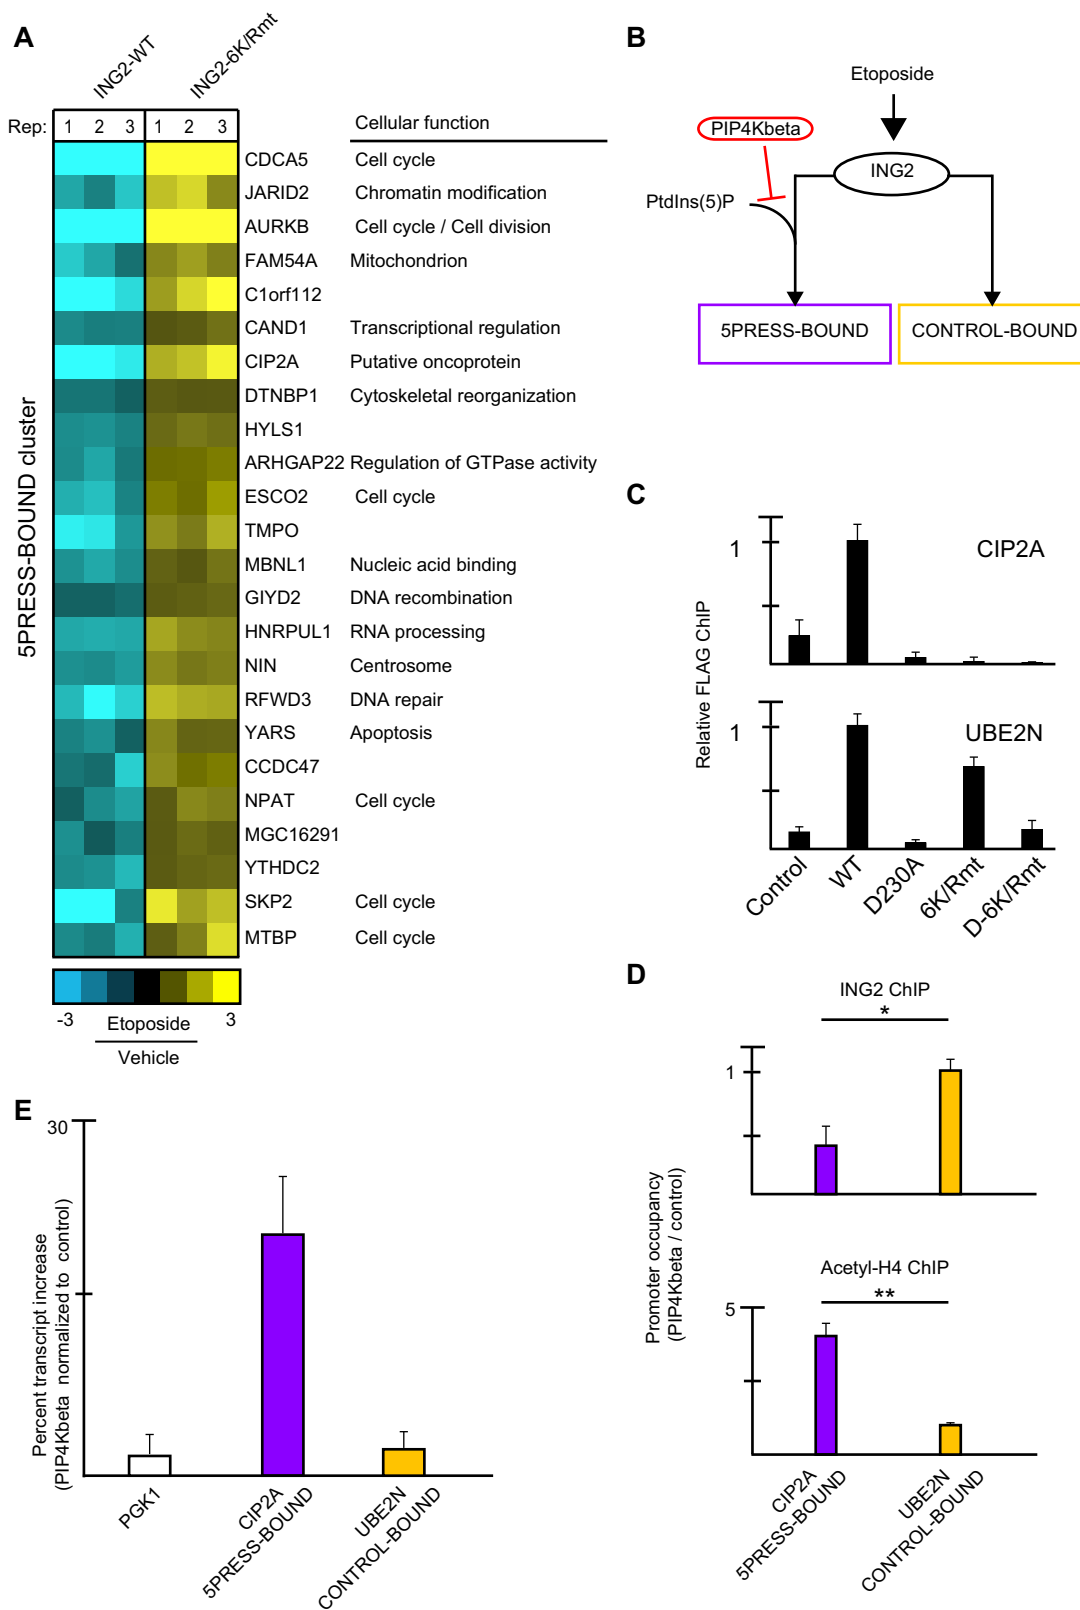 A
ING2-WT
ING2-6K/Rmt
Rep: 1 2 3 1 2 3
Cellular function
5PRESS-BOUND cluster
CDCA5 Cell cycle
JARID2 Chromatin modification
AURKB Cell cycle / Cell division
FAM54A Mitochondrion
C1orf112
CAND1 Transcriptional regulation
CIP2A Putative oncoprotein
DTNBP1 Cytoskeletal reorganization
HYLS1
ARHGAP22 Regulation of GTPase activity
ESCO2 Cell cycle
TMPO
MBNL1 Nucleic acid binding
GIYD2 DNA recombination
HNRPUL1 RNA processing
NIN Centrosome
RFWD3 DNA repair
YARS Apoptosis
CCDC47
NPAT Cell cycle
MGC16291
YTHDC2
SKP2 Cell cycle
MTBP Cell cycle
-3 3
Etoposide
Vehicle
B
Etoposide
PIP4Kbeta
ING2
PtdIns(5)P
5PRESS-BOUND
CONTROL-BOUND
C
Relative FLAG ChIP
1
CIP2A
1
UBE2N
Control
WT
D230A
6K/Rmt
D-6K/Rmt
D
Promoter occupancy
(PIP4Kbeta / control)
ING2 ChIP
*
1
Acetyl-H4 ChIP
**
5
CIP2A
5PRESS-BOUND
UBE2N
CONTROL-BOUND
E
Percent transcript increase
(PIP4Kbeta normalized to control)
30
PGK1
CIP2A
5PRESS-BOUND
UBE2N
CONTROL-BOUND